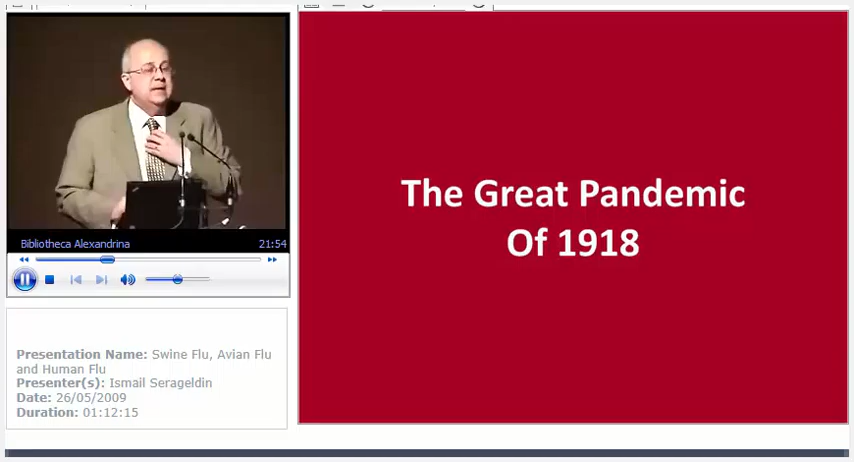 The Great Pandemic
Of 1918
Bibliotheca Alexandrina 21:54
Presentation Name: Swine Flu, Avian Flu
and Human Flu
Presenter(s): Ismail Serageldin
Date: 26/05/2009
Duration: 01:12:15